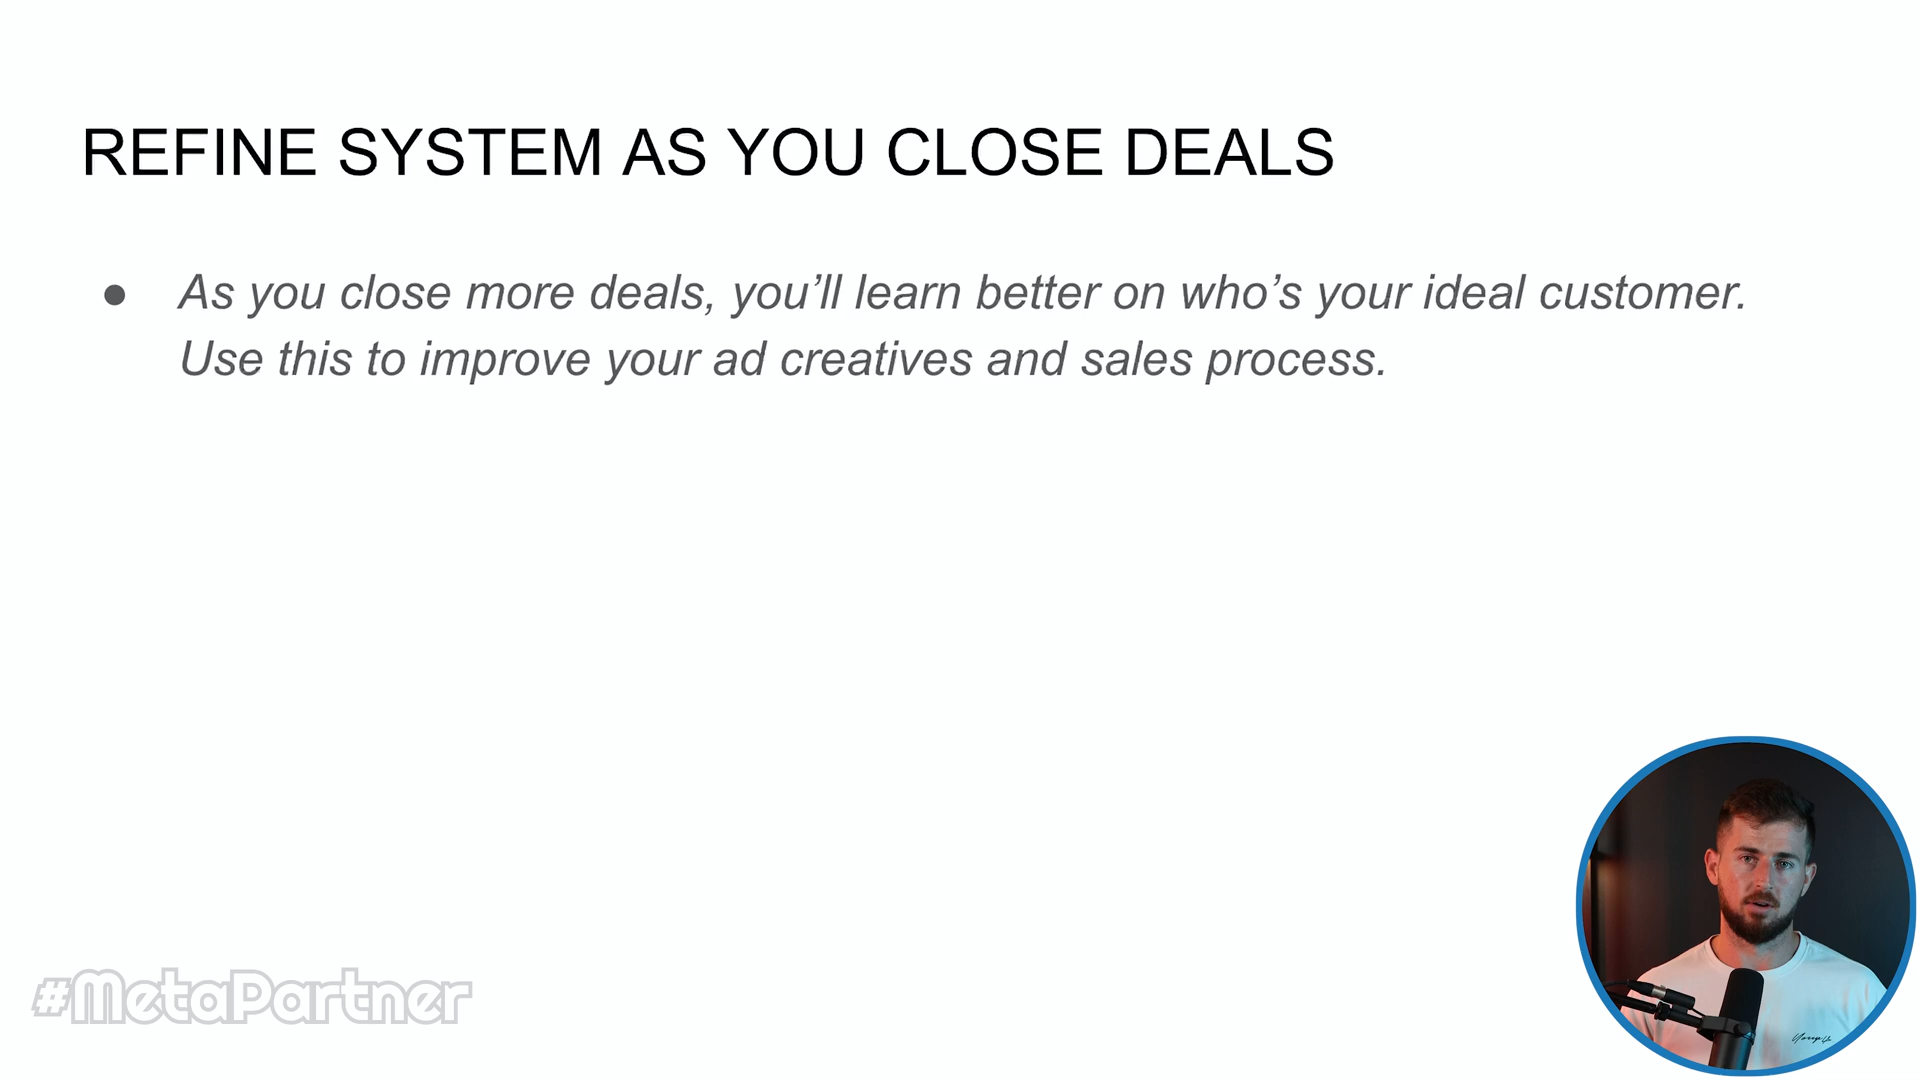 REFINE SYSTEM AS YOU CLOSE DEALS
● As you close more deals, you’ll learn better on who’s your ideal customer.
Use this to improve your ad creatives and sales process.
#MetaPartner